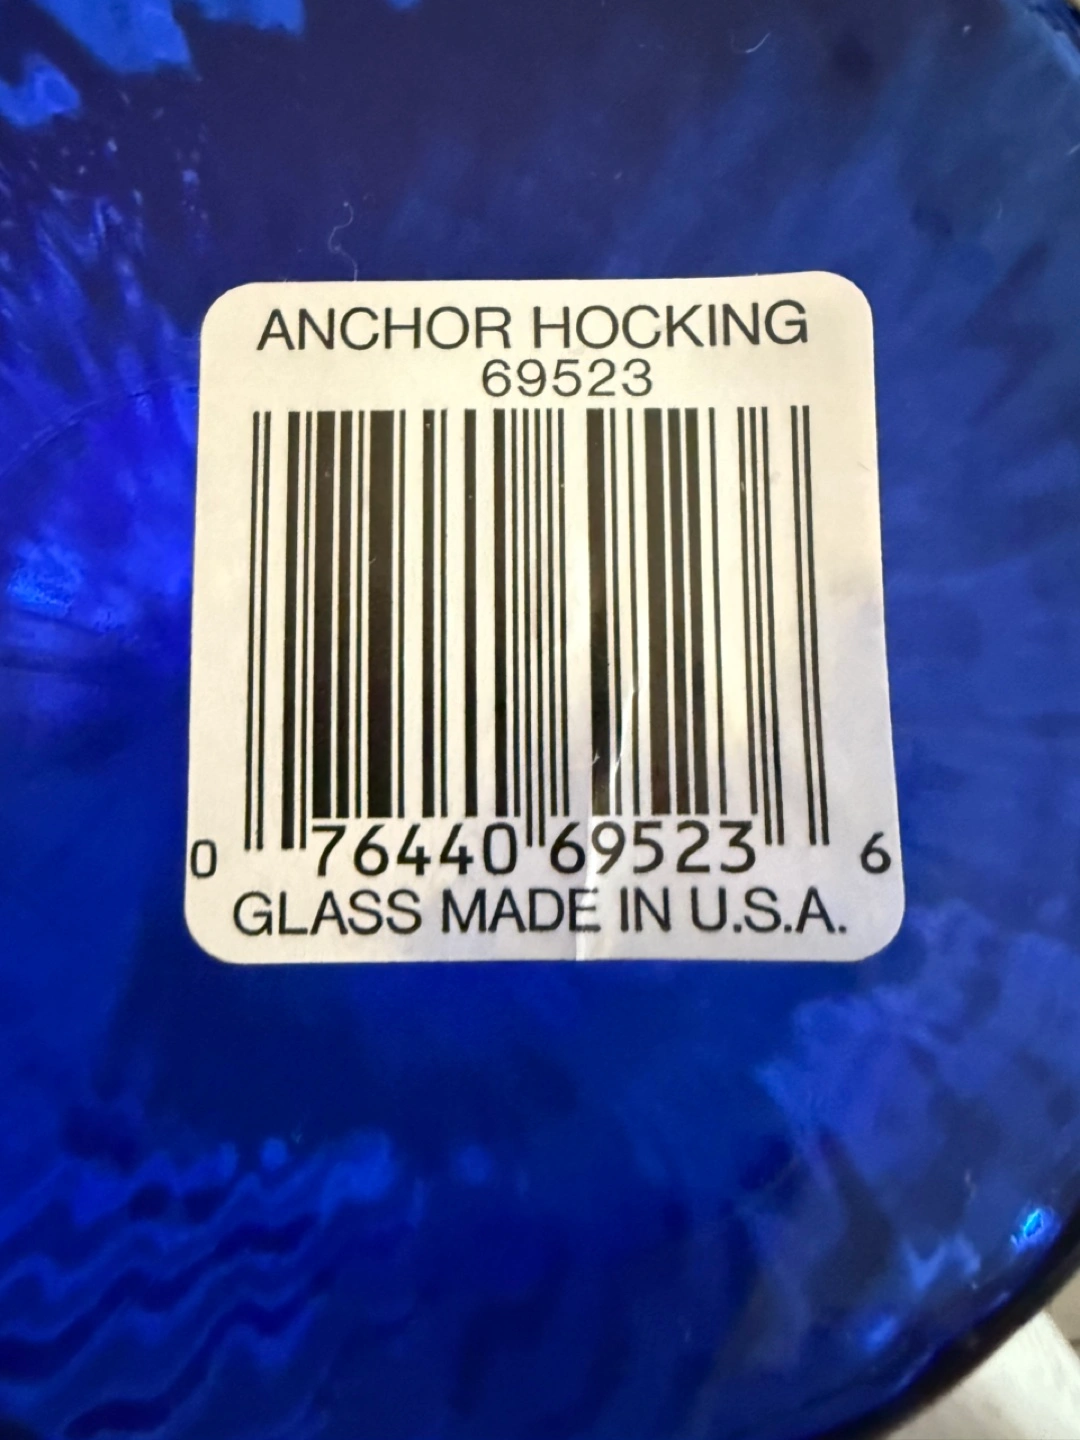 ANCHOR HOCKING
69523
0 76440 69523 6
GLASS MADE IN U.S.A.